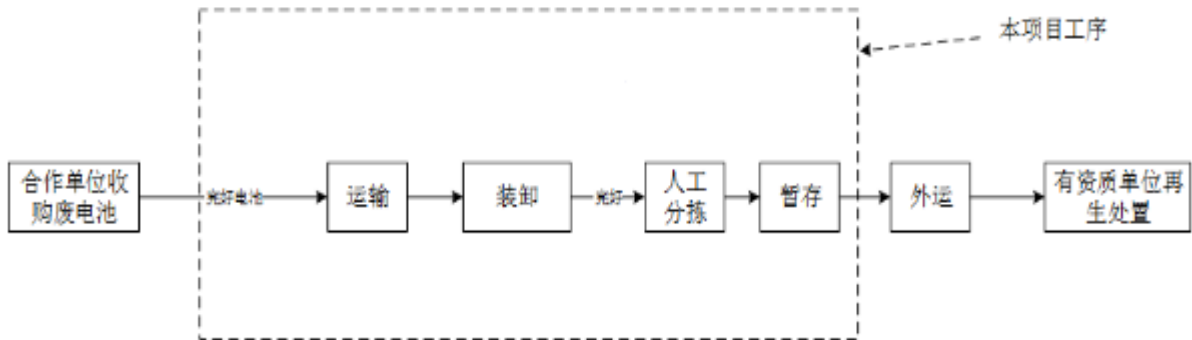 本项目工序
合作单位收
购废电池
完好电池
运输
装卸
完好
人工
分拣
暂存
外运
有资质单位再
生处置